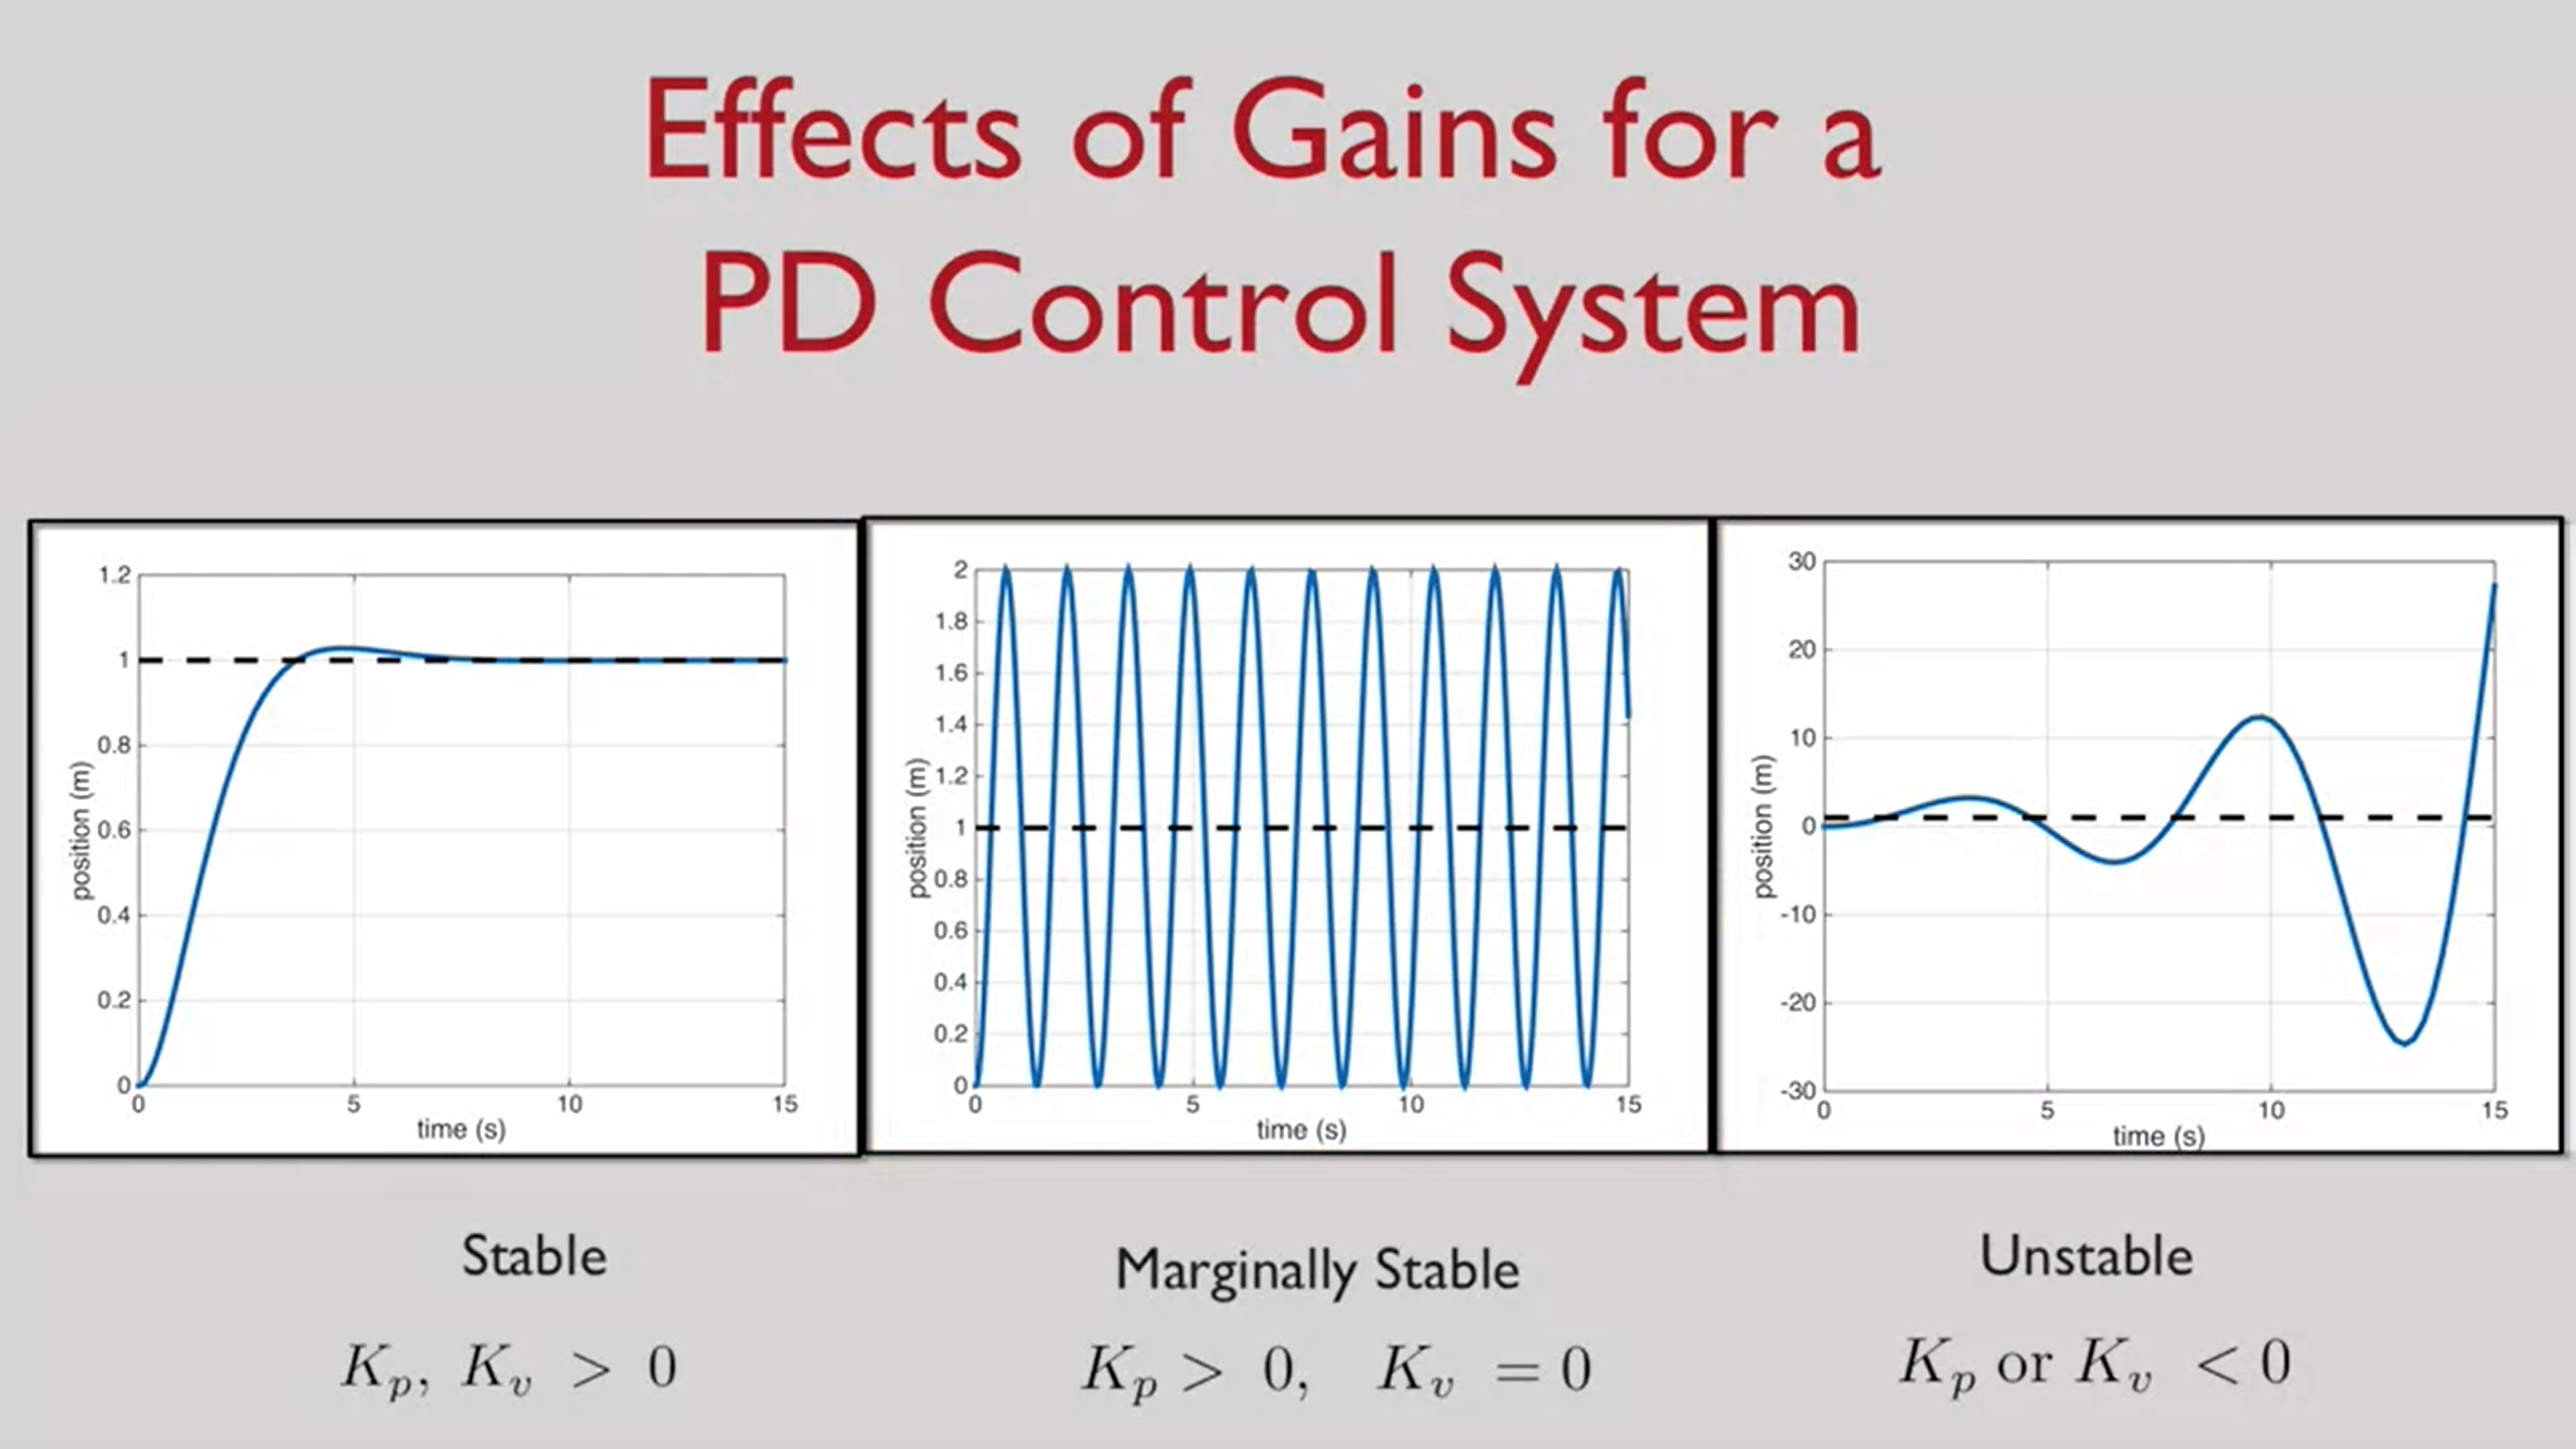 Effects of Gains for a
PD Control System
1.2
1
0.8
0.6
0.4
0.2
0
0 5 10 15
position (m)
time (s)
2
1.8
1.6
1.4
1.2
1
0.8
0.6
0.4
0.2
0
0 5 10 15
position (m)
time (s)
30
20
10
0
-10
-20
-30
0 5 10 15
position (m)
time (s)
Stable
Marginally Stable
Unstable
K_p, K_v > 0
K_p > 0, K_v = 0
K_p or K_v < 0